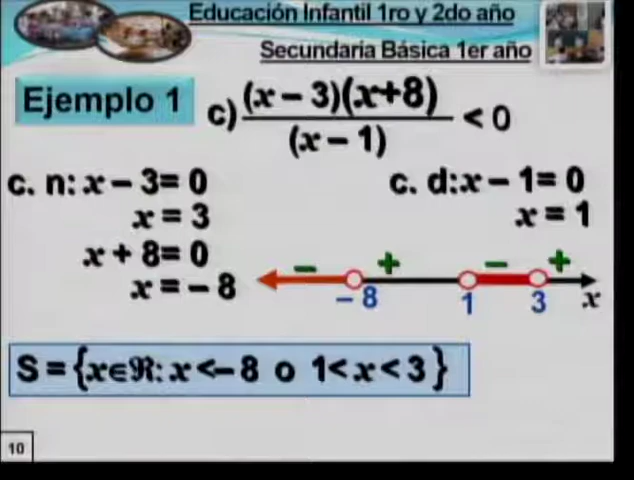 Educación Infantil 1ro y 2do año
Secundaria Básica 1er año
Ejemplo 1 c) (x – 3)(x+8) / (x – 1) < 0
c. n: x – 3= 0
x = 3
x + 8= 0
x = – 8
c. d:x – 1= 0
x = 1
– + – +
– 8 1 3 x
S = {x∈ℜ: x <– 8 o 1< x < 3 }
10